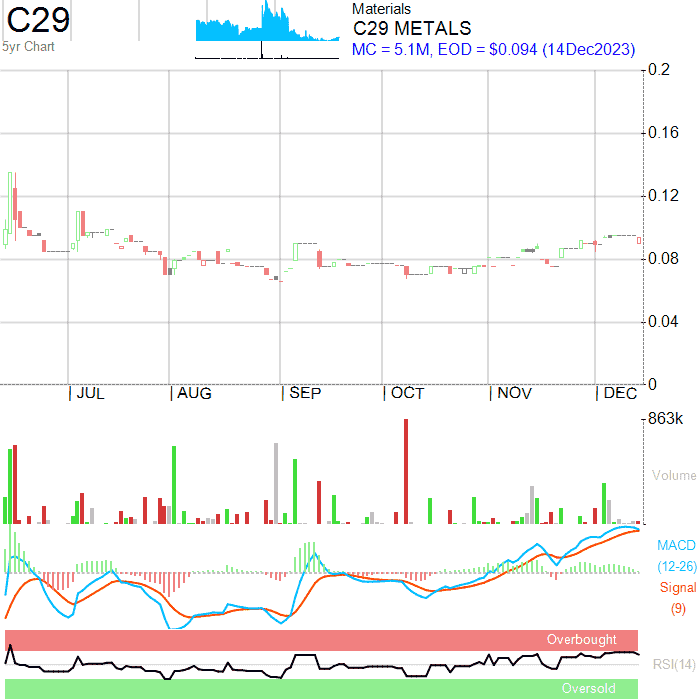 C29
5yr Chart
Materials
C29 METALS
MC = 5.1M, EOD = $0.094 (14Dec2023)
0.2
0.16
0.12
0.08
0.04
0
JUL
AUG
SEP
OCT
NOV
DEC
863k
Volume
MACD
(12-26)
Signal
(9)
Overbought
RSI(14)
Oversold